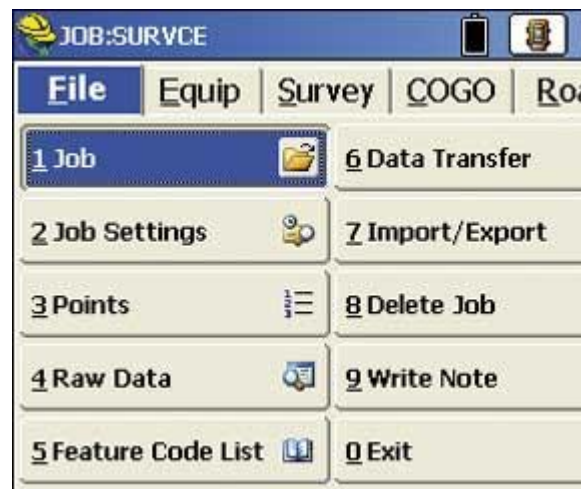 JOB:SURVCE
File Equip Survey COGO Roa
1 Job
6 Data Transfer
2 Job Settings
7 Import/Export
3 Points
8 Delete Job
4 Raw Data
9 Write Note
5 Feature Code List
0 Exit